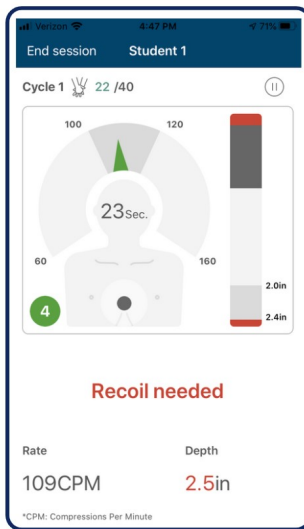 Verizon 4:47 PM 71%
End session Student 1
Cycle 1 22 /40
100 120
23Sec.
60 160
2.0in
4 2.4in
Recoil needed
Rate Depth
109CPM 2.5in
*CPM: Compressions Per Minute